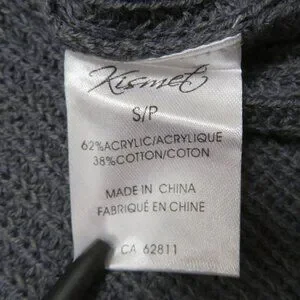 Kismet
S/P
62%ACRYLIC/ACRYLIQUE
38%COTTON/COTON
MADE IN CHINA
FABRIQUÉ EN CHINE
CA 62811